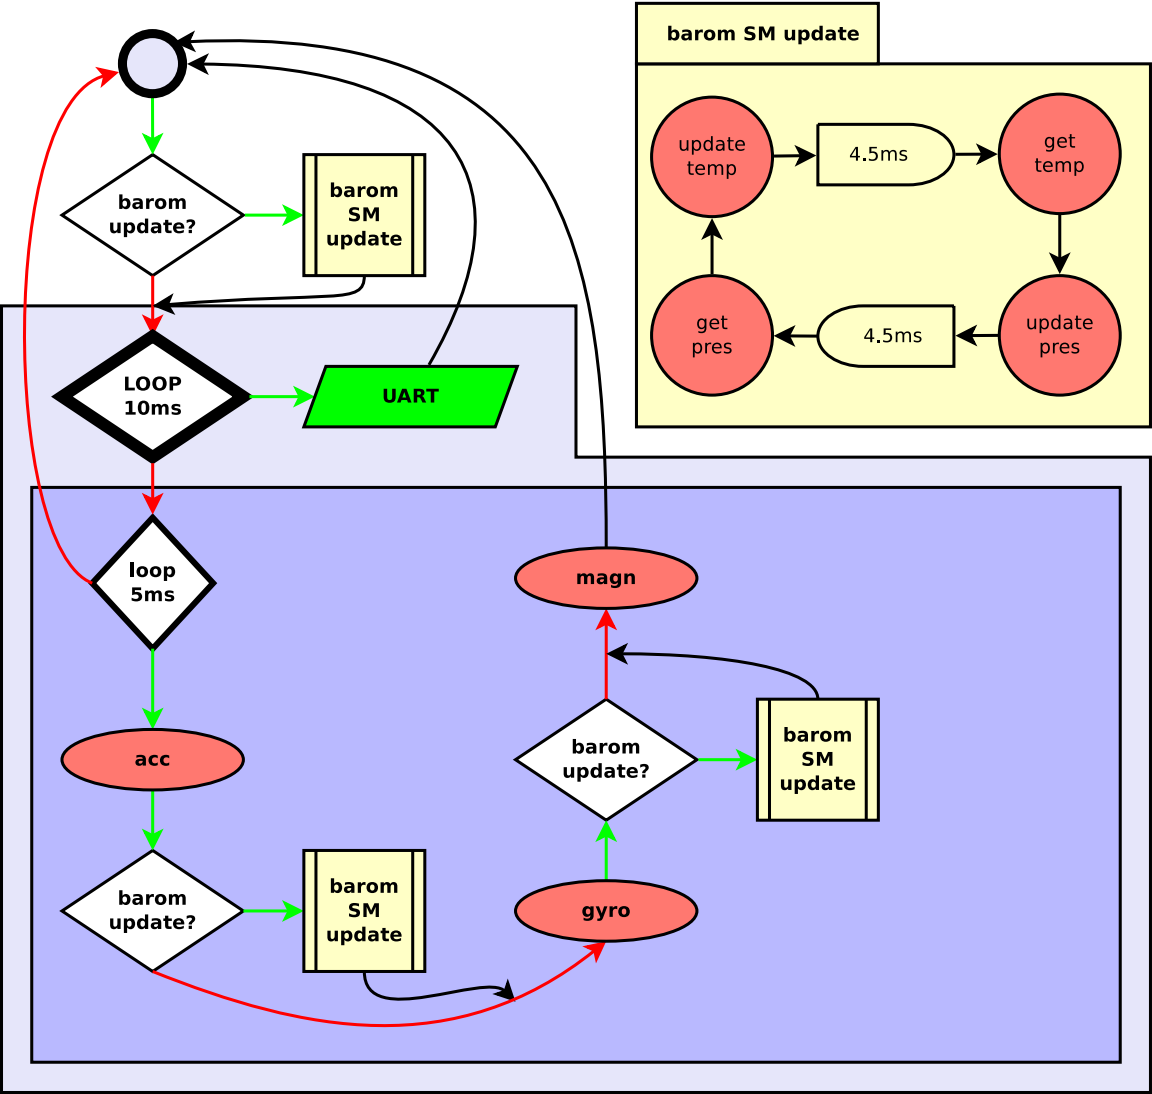 barom SM update
update
temp
4.5ms
get
temp
get
pres
4.5ms
update
pres
barom
update?
barom
SM
update
LOOP
10ms
UART
loop
5ms
acc
barom
update?
barom
SM
update
magn
barom
update?
barom
SM
update
gyro